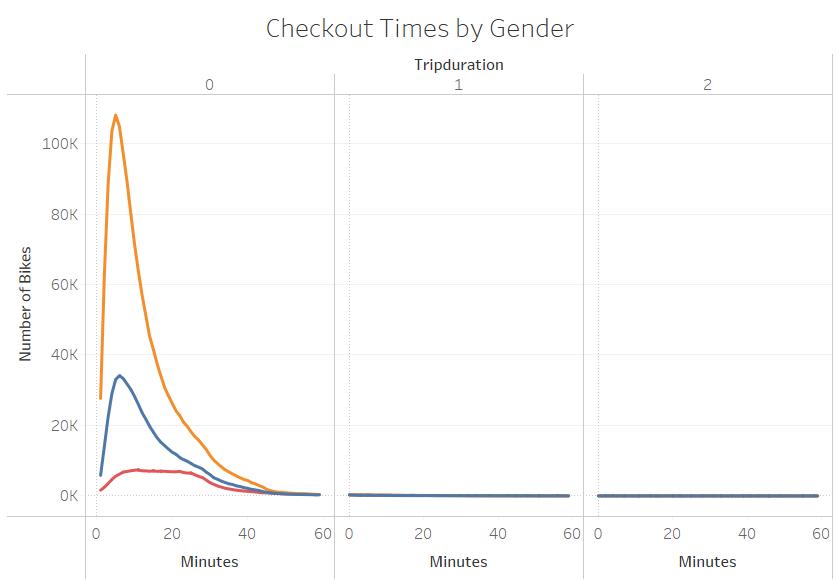 Checkout Times by Gender
Tripduration
0 1 2
100K
80K
60K
40K
20K
0K
Number of Bikes
0 20 40 60 0 20 40 60 0 20 40 60
Minutes Minutes Minutes